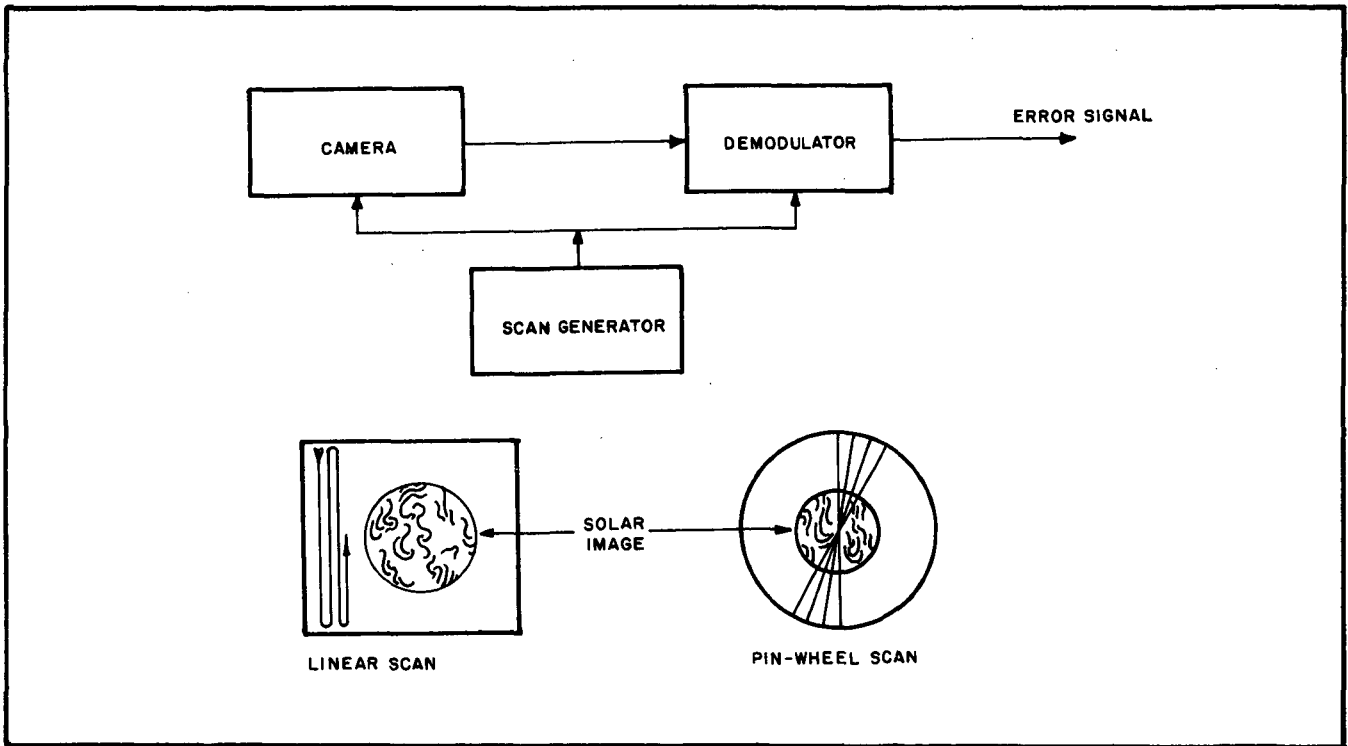 CAMERA
DEMODULATOR
ERROR SIGNAL
SCAN GENERATOR
SOLAR
IMAGE
LINEAR SCAN
PIN-WHEEL SCAN